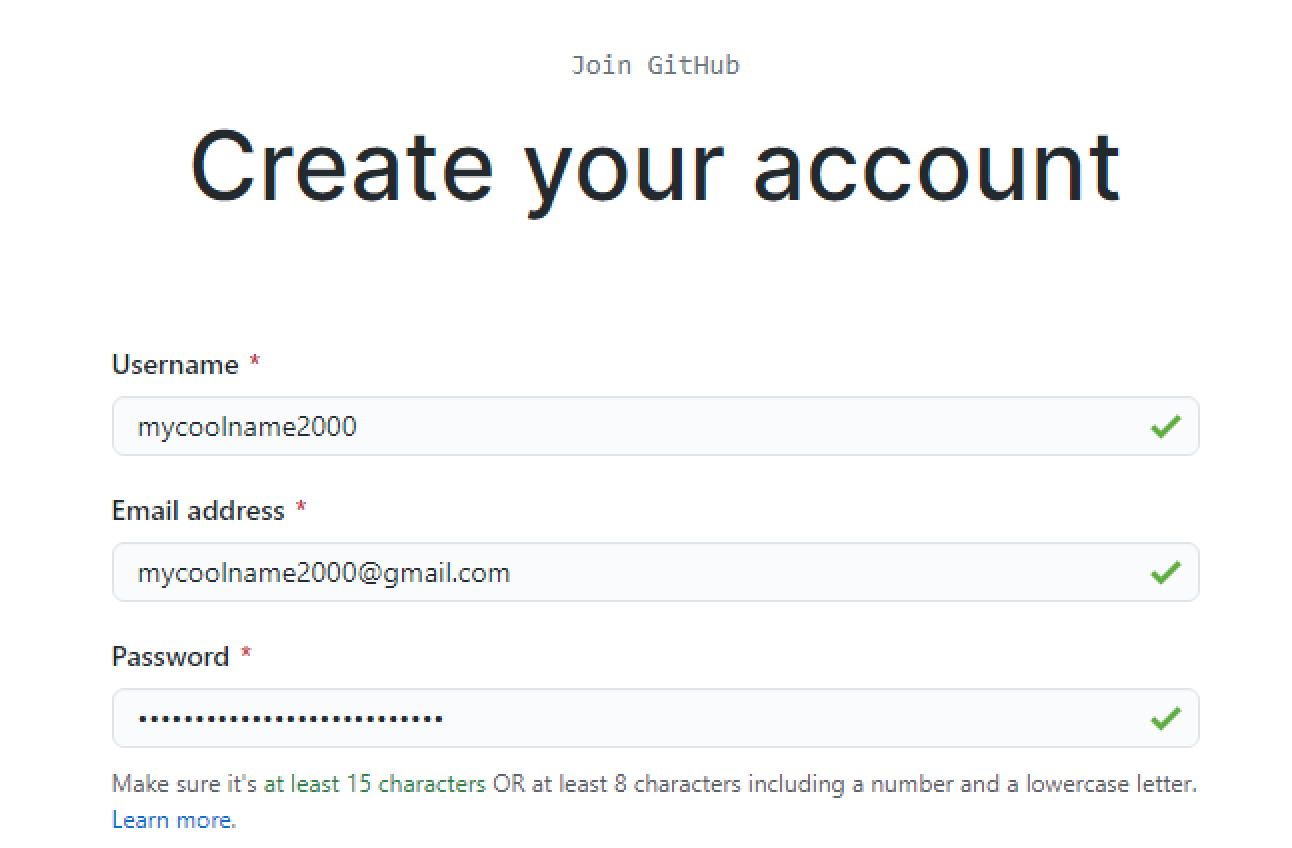 Join GitHub
Create your account
Username *
mycoolname2000
Email address *
mycoolname2000@gmail.com
Password *
•••••••••••••••••••••••••••
Make sure it's at least 15 characters OR at least 8 characters including a number and a lowercase letter.
Learn more.